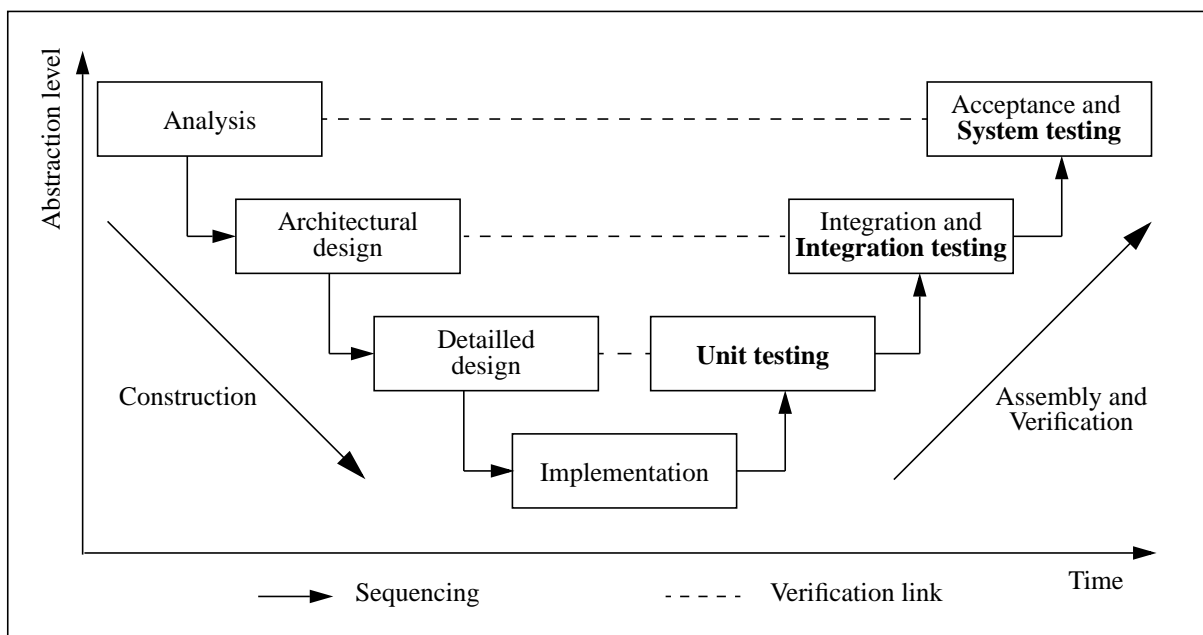 Abstraction level
Analysis
Acceptance and
System testing
Architectural
design
Integration and
Integration testing
Detailled
design
Unit testing
Construction
Assembly and
Verification
Implementation
Time
Sequencing
Verification link